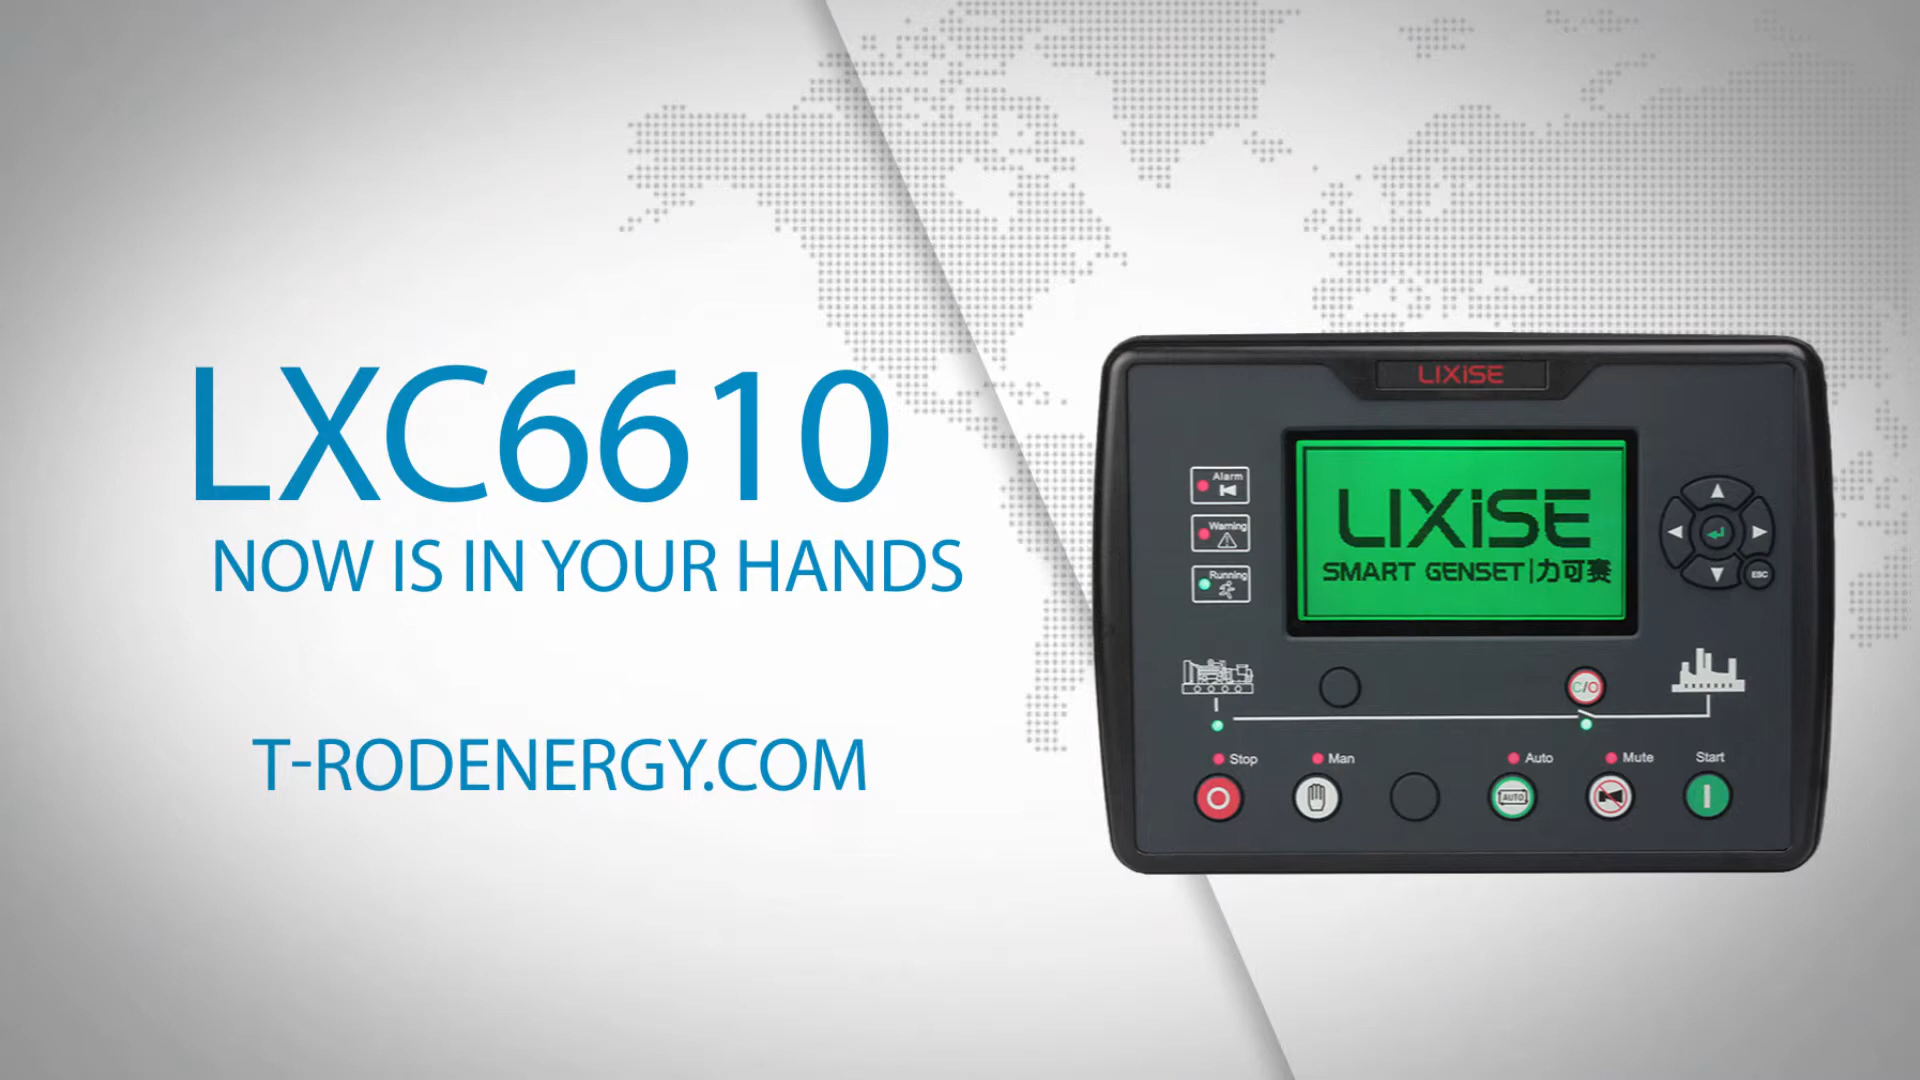 LXC6610
NOW IS IN YOUR HANDS
T-RODENERGY.COM
LIXiSE
LIXiSE
SMART GENSET|力可赛
Alarm
Warning
Running
ESC
C/O
Stop
Man
Auto
Mute
Start
AUTO